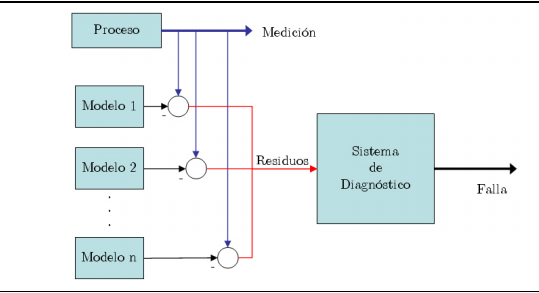 Proceso
Medición
Modelo 1
-
Modelo 2
-
Residuos
Sistema
de
Diagnóstico
Falla
.
.
.
Modelo n
-